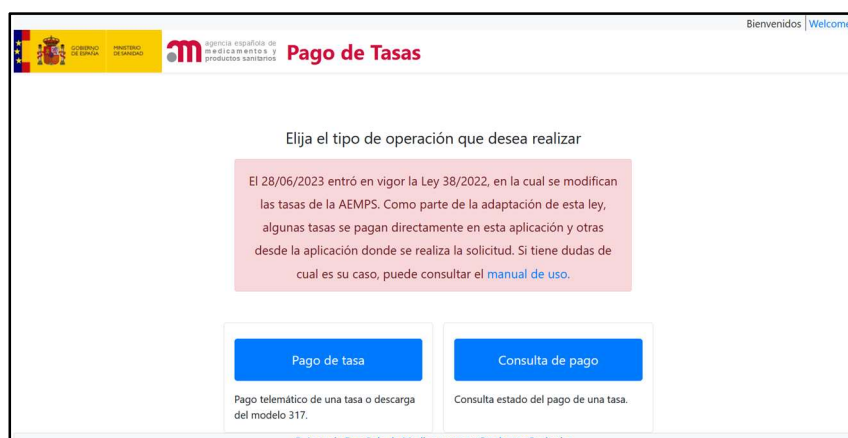 Bienvenidos | Welcome
GOBIERNO MINISTERIO
DE ESPAÑA DE SANIDAD
agencia española de
medicamentos y
productos sanitarios
Pago de Tasas
Elija el tipo de operación que desea realizar
El 28/06/2023 entró en vigor la Ley 38/2022, en la cual se modifican
las tasas de la AEMPS. Como parte de la adaptación de esta ley,
algunas tasas se pagan directamente en esta aplicación y otras
desde la aplicación donde se realiza la solicitud. Si tiene dudas de
cual es su caso, puede consultar el manual de uso.
Pago de tasa
Pago telemático de una tasa o descarga
del modelo 317.
Consulta de pago
Consulta estado del pago de una tasa.